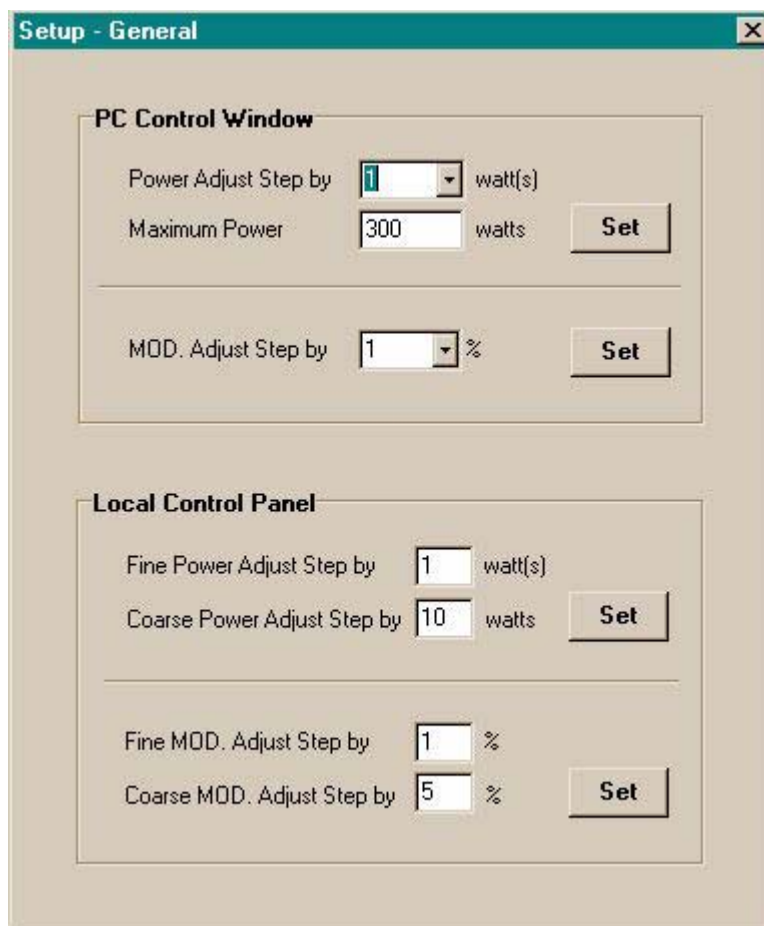 Setup - General
PC Control Window
Power Adjust Step by 1 watt(s)
Maximum Power 300 watts Set
MOD. Adjust Step by 1 % Set
Local Control Panel
Fine Power Adjust Step by 1 watt(s)
Coarse Power Adjust Step by 10 watts Set
Fine MOD. Adjust Step by 1 %
Coarse MOD. Adjust Step by 5 % Set